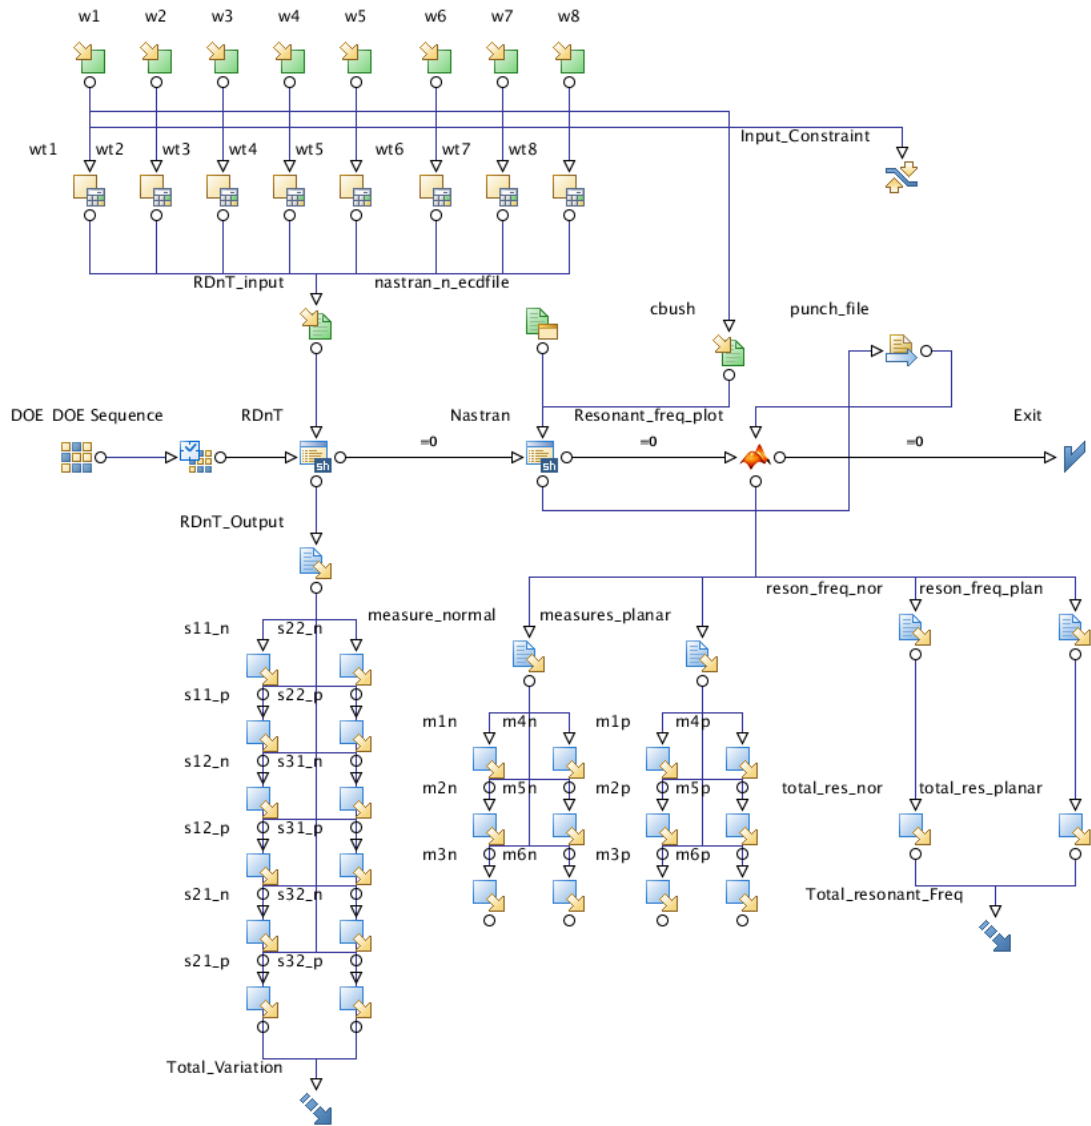 w1 w2 w3 w4 w5 w6 w7 w8
Input_Constraint
wt1 wt2 wt3 wt4 wt5 wt6 wt7 wt8
RDnT_input nastran_n_ecdfile
cbush punch_file
DOE DOE Sequence RDnT Nastran Resonant_freq_plot Exit
=0 =0 =0
sh sh
RDnT_Output
reson_freq_nor reson_freq_plan
measure_normal measures_planar
s11_n s22_n
s11_p s22_p
m1n m4n m1p m4p
s12_n s31_n
m2n m5n m2p m5p total_res_nor total_res_planar
s12_p s31_p
m3n m6n m3p m6p
s21_n s32_n Total_resonant_Freq
s21_p s32_p
Total_Variation